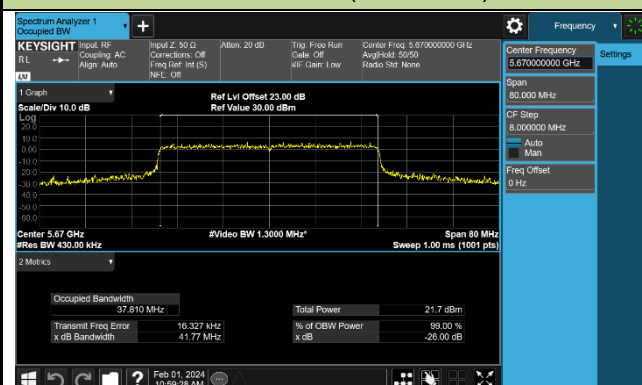 Spectrum Analyzer 1
Occupied BW
+
Frequency
KEYSIGHT
RL
LXI
Input: RF
Coupling: AC
Align: Auto
Input Z: 50 Ω
Corrections: Off
Freq Ref: Int (S)
NFE: Off
Atten: 20 dB
Trig: Free Run
Gate: Off
#IF Gain: Low
Center Freq: 5.670000000 GHz
Avg|Hold: 50/50
Radio Std: None
Center Frequency
5.670000000 GHz
Settings
Span
80.000 MHz
CF Step
8.000000 MHz
Auto
Man
Freq Offset
0 Hz
1 Graph
Scale/Div 10.0 dB
Ref Lvl Offset 23.00 dB
Ref Value 30.00 dBm
Log
20.0
10.0
0.00
-10.0
-20.0
-30.0
-40.0
-50.0
-60.0
Center 5.67 GHz
#Res BW 430.00 kHz
#Video BW 1.3000 MHz*
Span 80 MHz
Sweep 1.00 ms (1001 pts)
2 Metrics
Occupied Bandwidth
37.810 MHz
Total Power 21.7 dBm
Transmit Freq Error 16.327 kHz
% of OBW Power 99.00 %
x dB Bandwidth 41.77 MHz
x dB -26.00 dB
?
Feb 01, 2024
10:59:28 AM